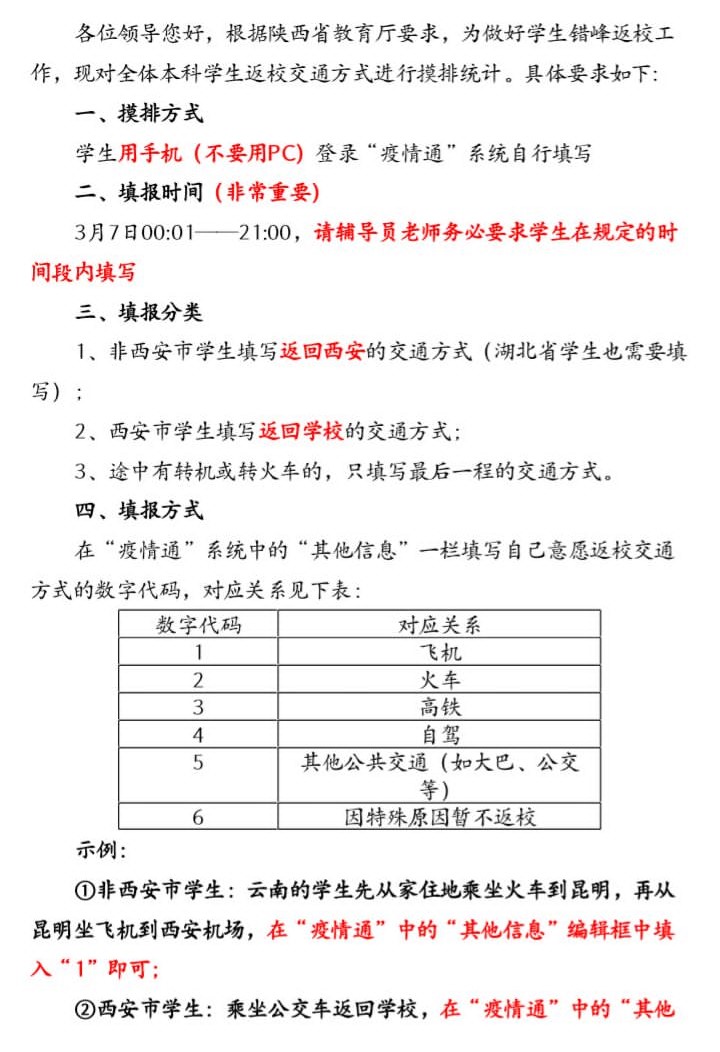 各位领导您好，根据陕西省教育厅要求，为做好学生错峰返校工
作，现对全体本科学生返校交通方式进行摸排统计。具体要求如下：
一、摸排方式
学生用手机（不要用PC）登录“疫情通”系统自行填写
二、填报时间（非常重要）
3月7日00:01——21:00，请辅导员老师务必要求学生在规定的时
间段内填写
三、填报分类
1、非西安市学生填写返回西安的交通方式（湖北省学生也需要填
写）；
2、西安市学生填写返回学校的交通方式；
3、途中有转机或转火车的，只填写最后一程的交通方式。
四、填报方式
在“疫情通”系统中的“其他信息”一栏填写自己意愿返校交通
方式的数字代码，对应关系见下表：
数字代码 对应关系
1 飞机
2 火车
3 高铁
4 自驾
5 其他公共交通（如大巴、公交
等）
6 因特殊原因暂不返校
示例：
①非西安市学生：云南的学生先从家住地乘坐火车到昆明，再从
昆明坐飞机到西安机场，在“疫情通”中的“其他信息”编辑框中填
入“1”即可；
②西安市学生：乘坐公交车返回学校，在“疫情通”中的“其他